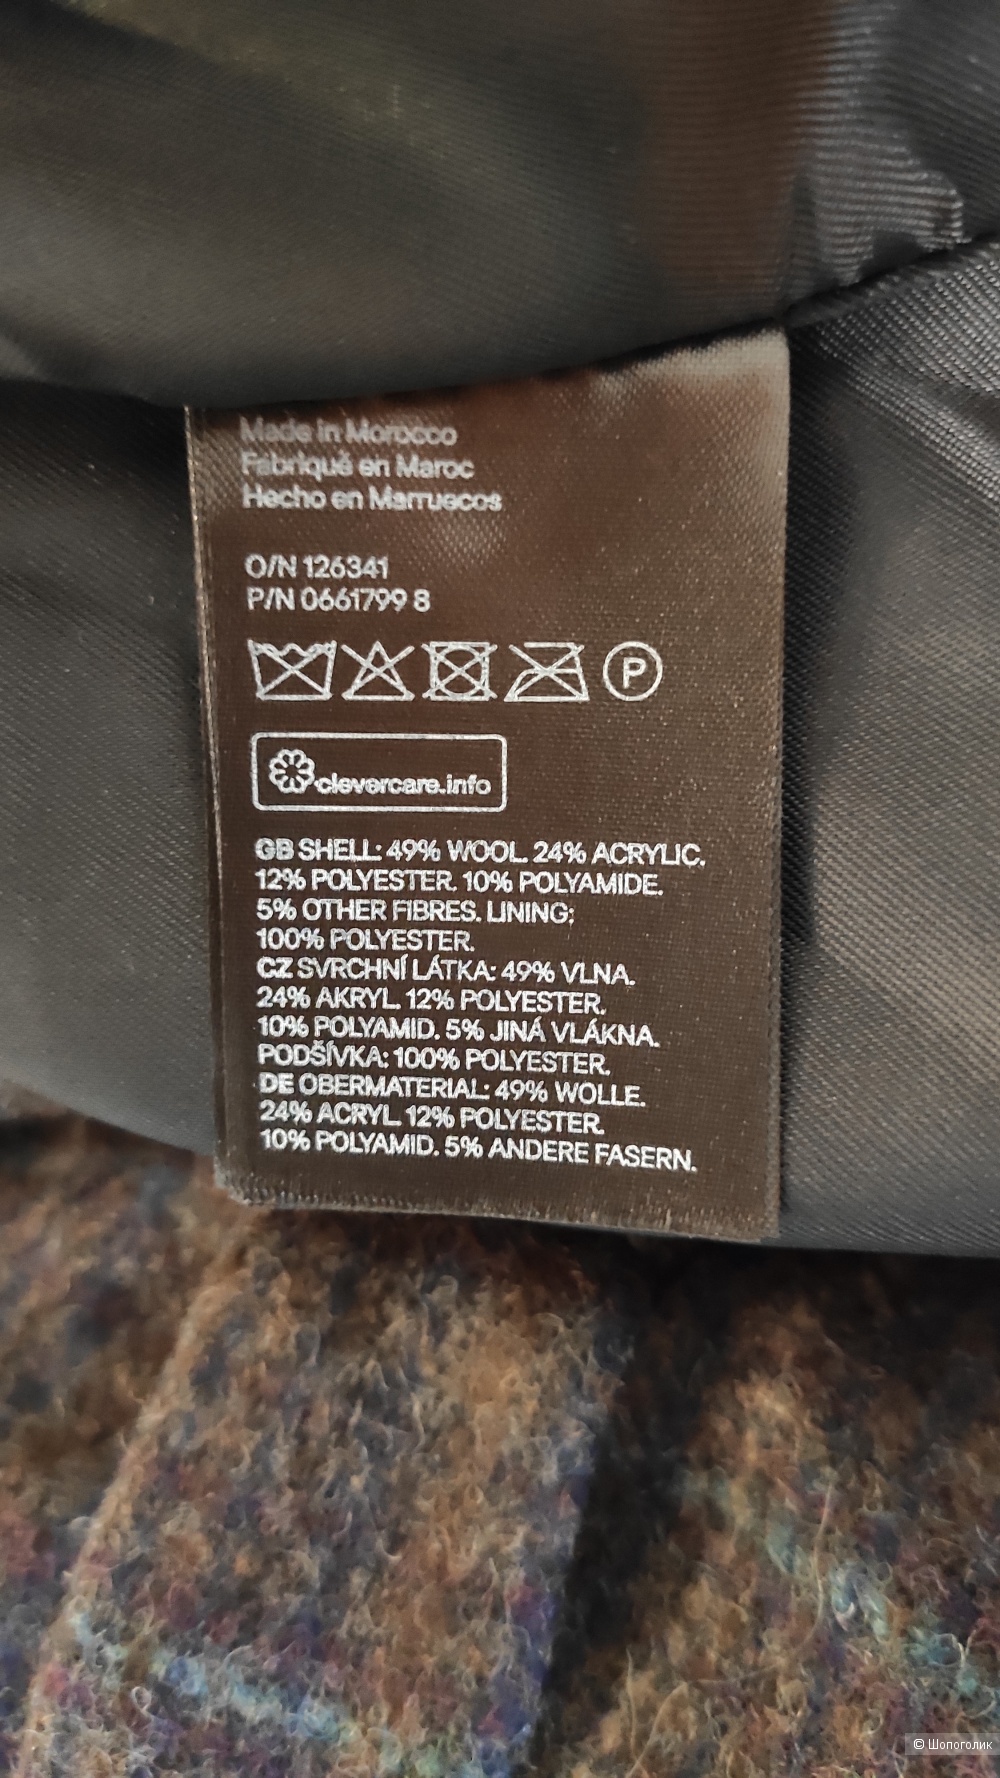 Made in Morocco
Fabriqué en Maroc
Hecho en Marruecos
O/N 126341
P/N 0661799 8
P
clevercare.info
GB SHELL: 49% WOOL. 24% ACRYLIC.
12% POLYESTER. 10% POLYAMIDE.
5% OTHER FIBRES. LINING:
100% POLYESTER.
CZ SVRCHNÍ LÁTKA: 49% VLNA.
24% AKRYL. 12% POLYESTER.
10% POLYAMID. 5% JINÁ VLÁKNA.
PODŠÍVKA: 100% POLYESTER.
DE OBERMATERIAL: 49% WOLLE.
24% ACRYL. 12% POLYESTER.
10% POLYAMID. 5% ANDERE FASERN.
© Шопоголик